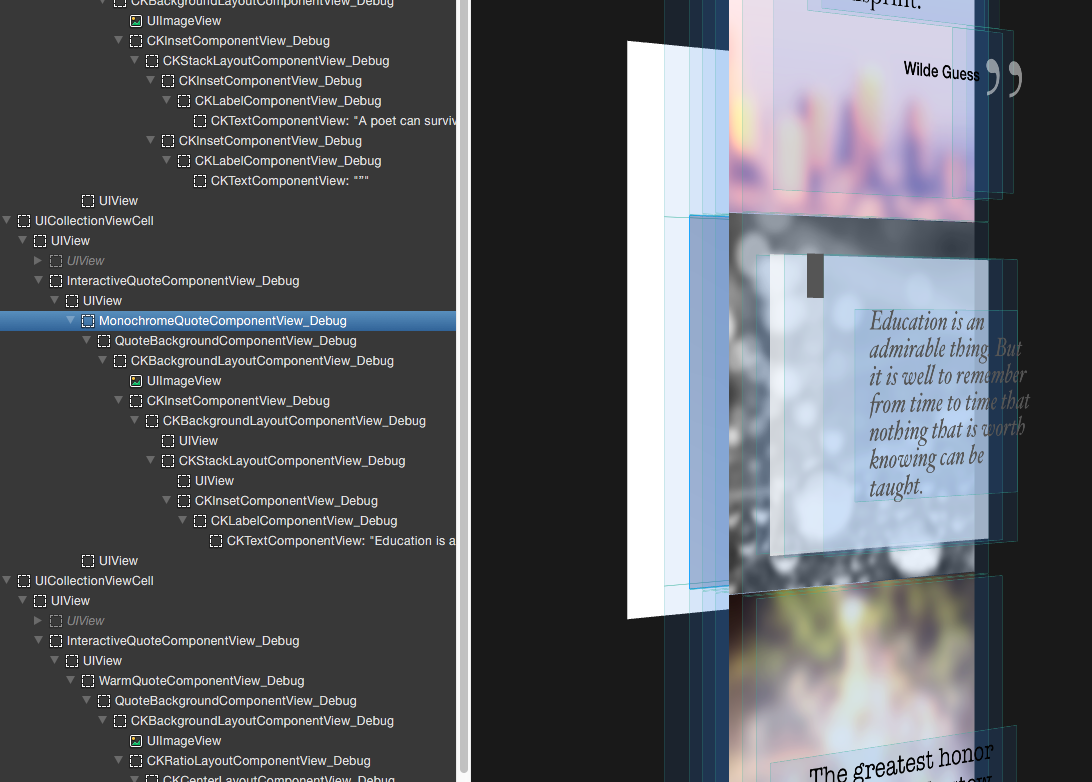 CKBackgroundLayoutComponentView_Debug
UIImageView
CKInsetComponentView_Debug
CKStackLayoutComponentView_Debug
CKInsetComponentView_Debug
CKLabelComponentView_Debug
CKTextComponentView: "A poet can surviv
CKInsetComponentView_Debug
CKLabelComponentView_Debug
CKTextComponentView: "”"
UIView
UICollectionViewCell
UIView
UIView
InteractiveQuoteComponentView_Debug
UIView
MonochromeQuoteComponentView_Debug
QuoteBackgroundComponentView_Debug
CKBackgroundLayoutComponentView_Debug
UIImageView
CKInsetComponentView_Debug
CKBackgroundLayoutComponentView_Debug
UIView
CKStackLayoutComponentView_Debug
UIView
CKInsetComponentView_Debug
CKLabelComponentView_Debug
CKTextComponentView: "Education is a
UIView
UICollectionViewCell
UIView
UIView
InteractiveQuoteComponentView_Debug
UIView
WarmQuoteComponentView_Debug
QuoteBackgroundComponentView_Debug
CKBackgroundLayoutComponentView_Debug
UIImageView
CKRatioLayoutComponentView_Debug
CKCenterLayoutComponentView_Debug
Wilde Guess ”
Education is an
admirable thing. But
it is well to remember
from time to time that
nothing that is worth
knowing can be
taught.
The greatest honor